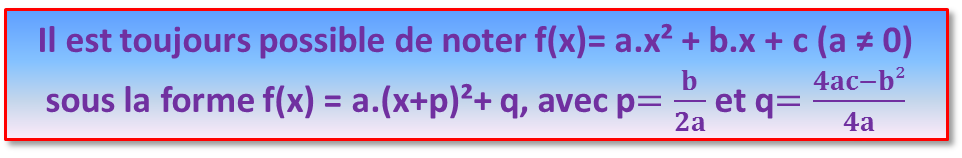 Il est toujours possible de noter f(x)= a.x² + b.x + c (a ≠ 0)
sous la forme f(x) = a.(x+p)²+ q, avec p= b/2a et q= 4ac−b²/4a